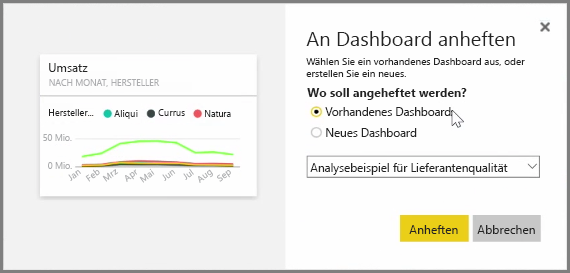 Umsatz
NACH MONAT, HERSTELLER
Hersteller... Aliqui Currus Natura
50 Mio.
0 Mio.
Jan Feb Mrz Apr Mai Jun Jul Aug Sep
An Dashboard anheften
Wählen Sie ein vorhandenes Dashboard aus, oder
erstellen Sie ein neues.
Wo soll angeheftet werden?
Vorhandenes Dashboard
Neues Dashboard
Analysebeispiel für Lieferantenqualität
Anheften Abbrechen